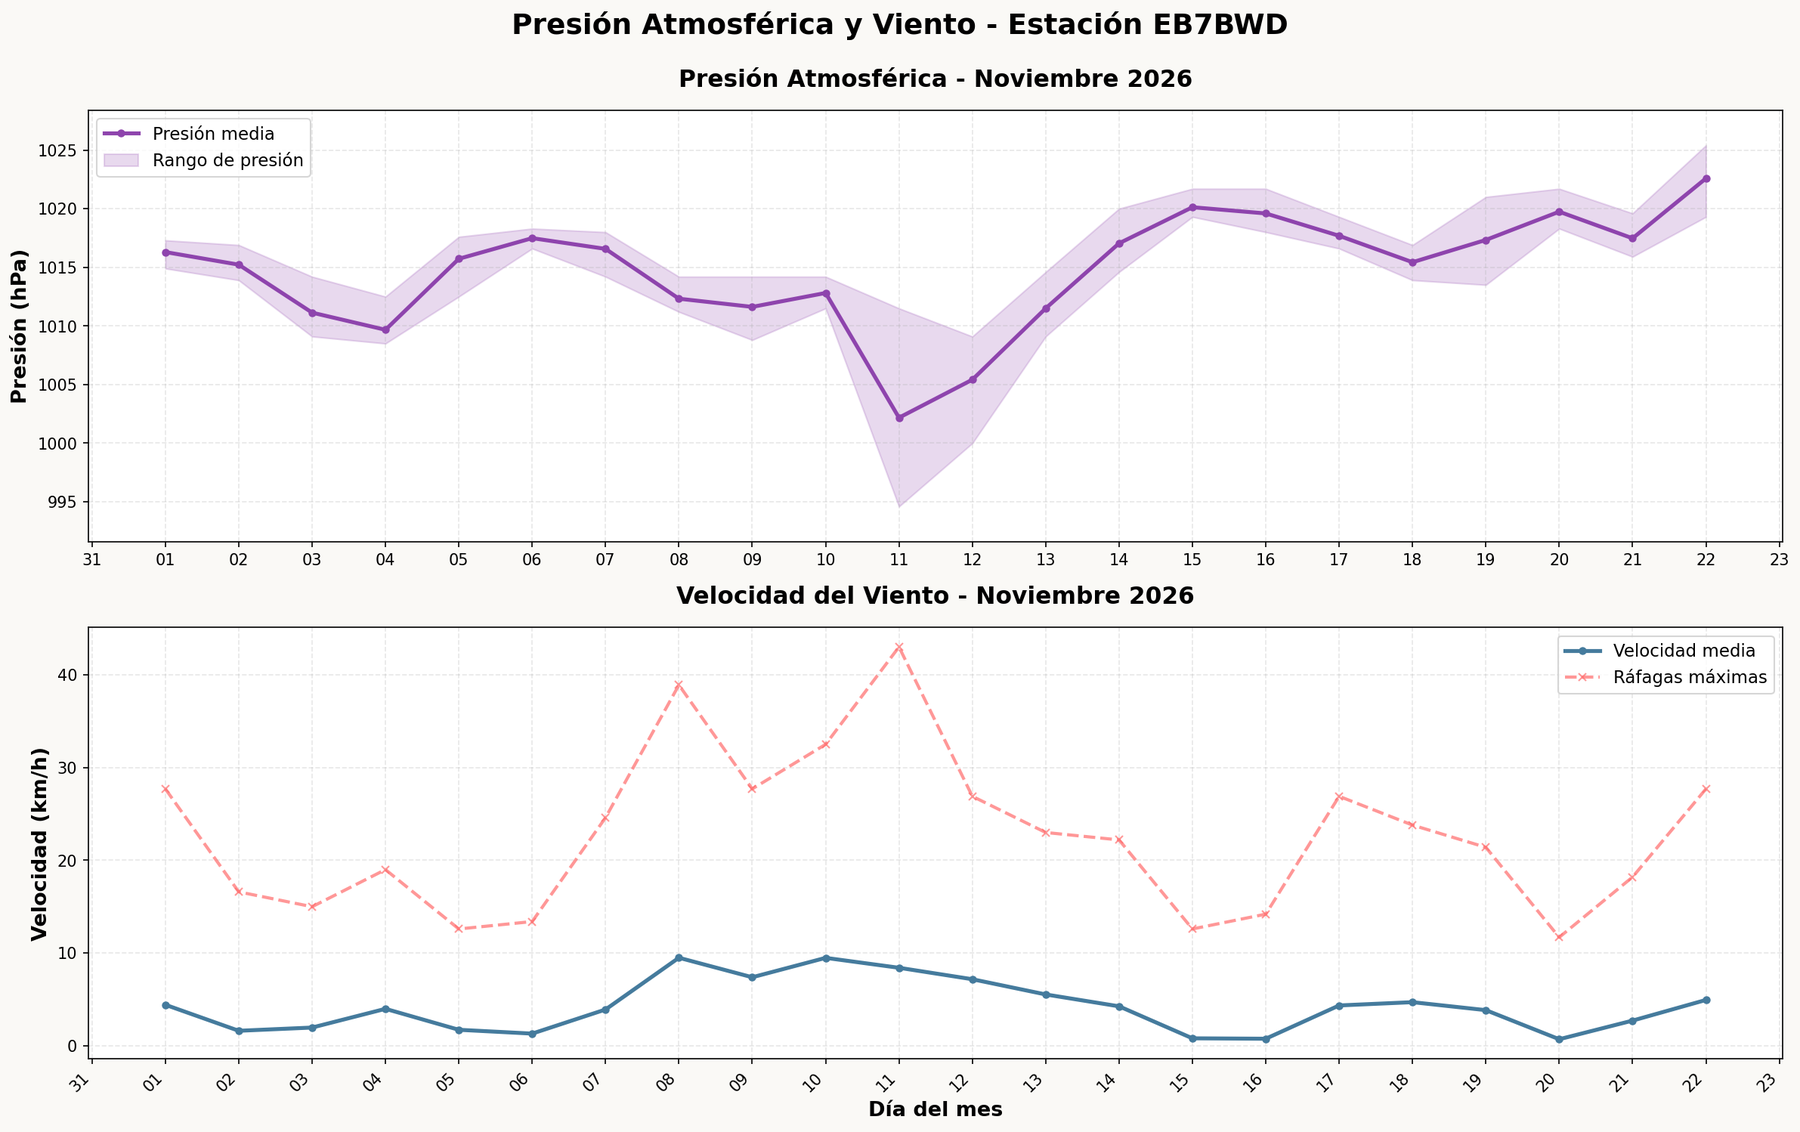 Presión Atmosférica y Viento - Estación EB7BWD
Presión Atmosférica - Noviembre 2026
Presión media
Rango de presión
Presión (hPa)
1025
1020
1015
1010
1005
1000
995
31 01 02 03 04 05 06 07 08 09 10 11 12 13 14 15 16 17 18 19 20 21 22 23
Velocidad del Viento - Noviembre 2026
Velocidad media
Ráfagas máximas
Velocidad (km/h)
40
30
20
10
0
31 01 02 03 04 05 06 07 08 09 10 11 12 13 14 15 16 17 18 19 20 21 22 23
Día del mes